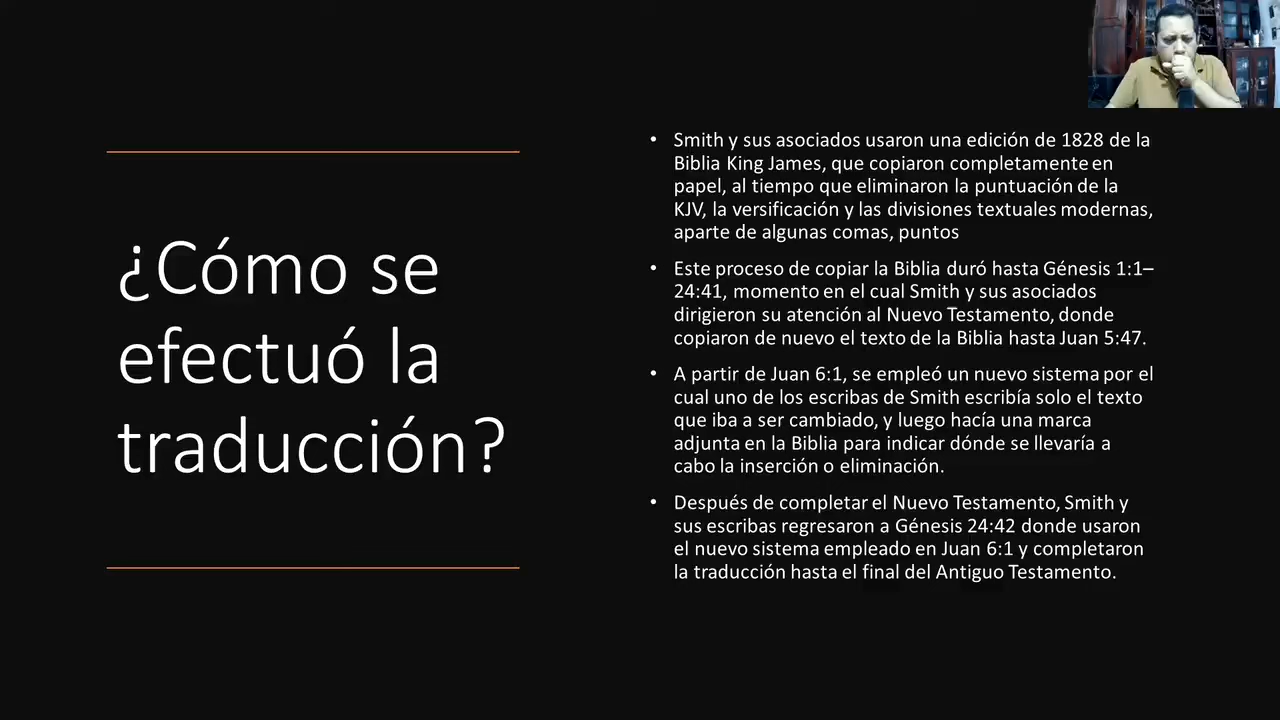 ¿Cómo se
efectuó la
traducción?
• Smith y sus asociados usaron una edición de 1828 de la
Biblia King James, que copiaron completamente en
papel, al tiempo que eliminaron la puntuación de la
KJV, la versificación y las divisiones textuales modernas,
aparte de algunas comas, puntos
• Este proceso de copiar la Biblia duró hasta Génesis 1:1–
24:41, momento en el cual Smith y sus asociados
dirigieron su atención al Nuevo Testamento, donde
copiaron de nuevo el texto de la Biblia hasta Juan 5:47.
• A partir de Juan 6:1, se empleó un nuevo sistema por el
cual uno de los escribas de Smith escribía solo el texto
que iba a ser cambiado, y luego hacía una marca
adjunta en la Biblia para indicar dónde se llevaría a
cabo la inserción o eliminación.
• Después de completar el Nuevo Testamento, Smith y
sus escribas regresaron a Génesis 24:42 donde usaron
el nuevo sistema empleado en Juan 6:1 y completaron
la traducción hasta el final del Antiguo Testamento.